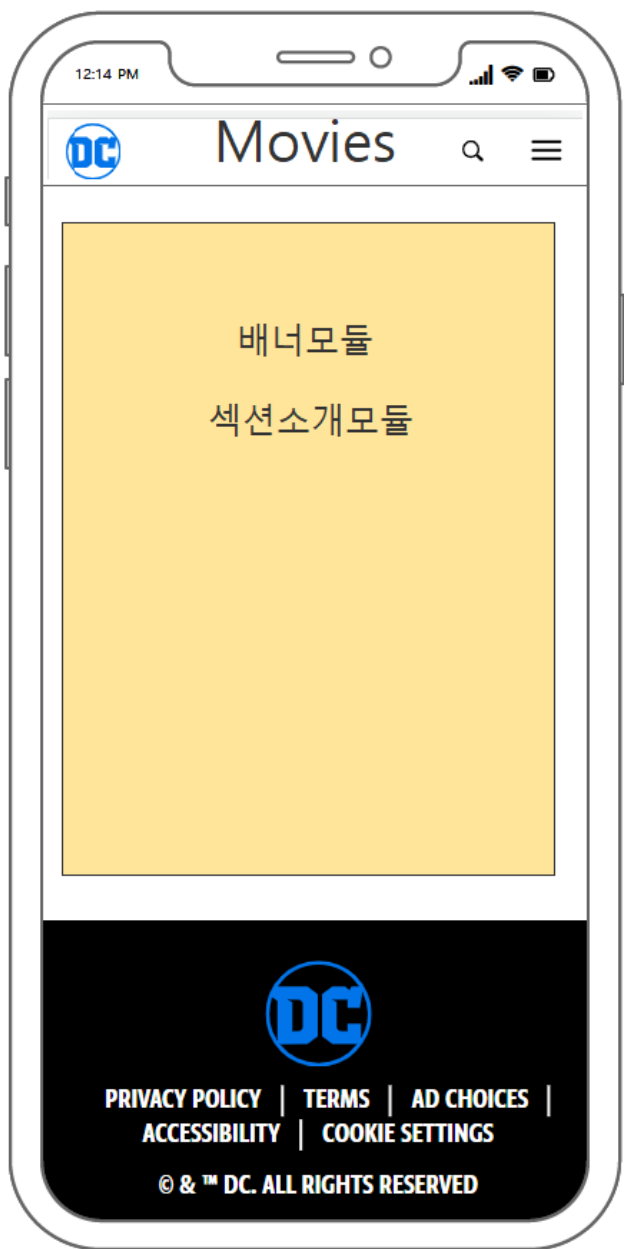 12:14 PM
DC
Movies
배너모듈
섹션소개모듈
DC
PRIVACY POLICY | TERMS | AD CHOICES |
ACCESSIBILITY | COOKIE SETTINGS
© & ™ DC. ALL RIGHTS RESERVED